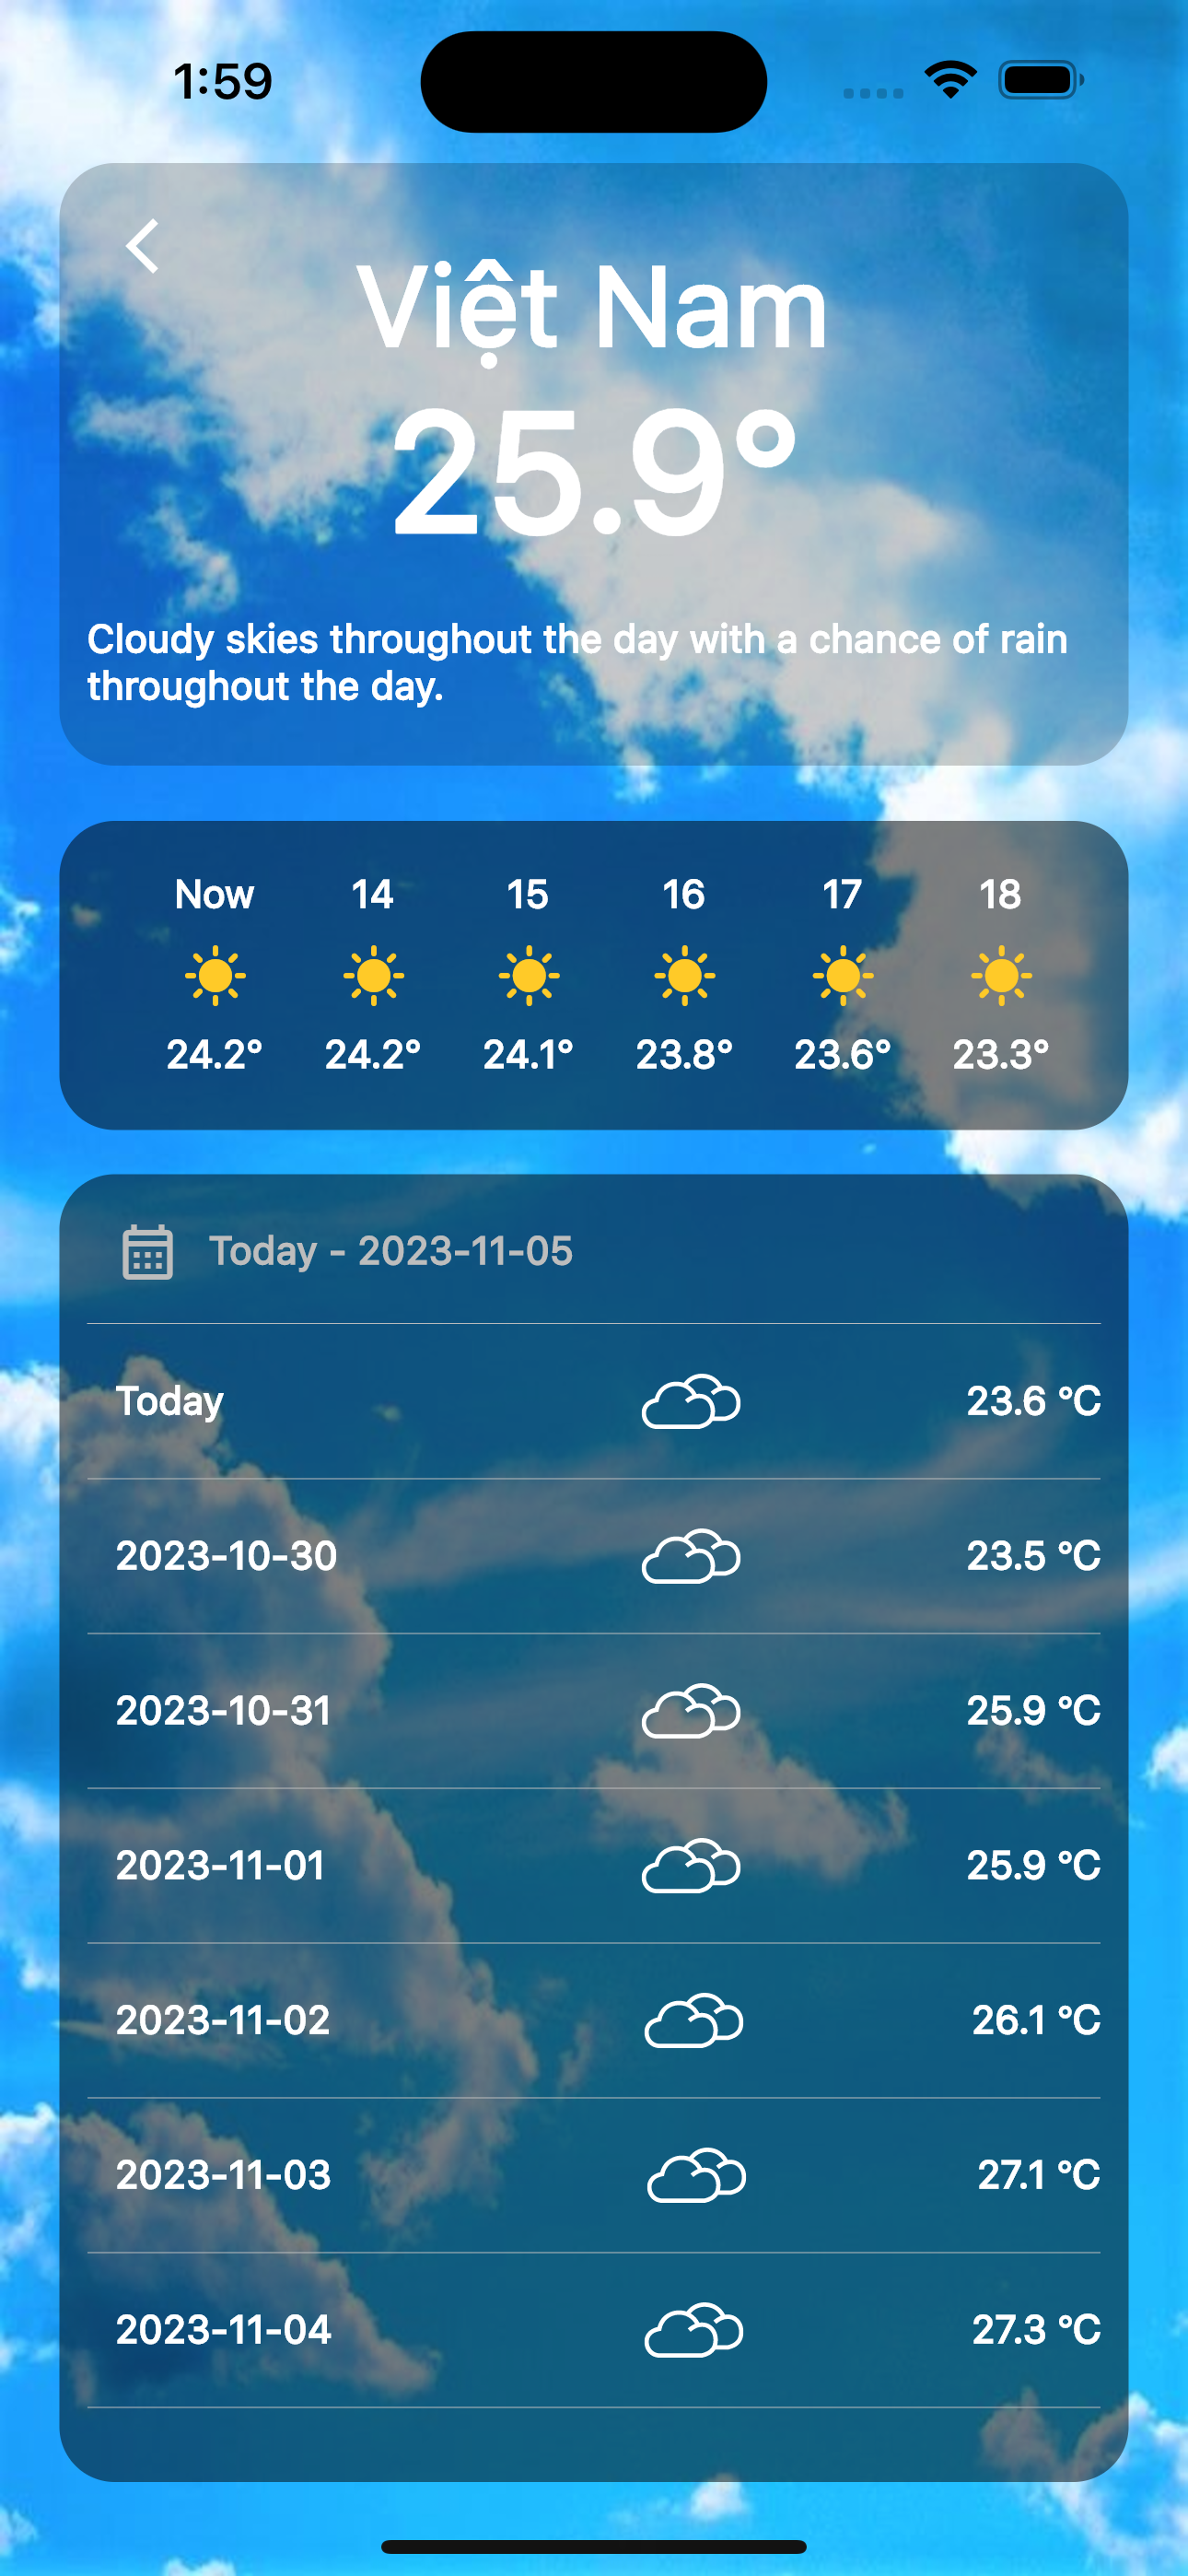 1:59
Việt Nam
25.9°
Cloudy skies throughout the day with a chance of rain
throughout the day.
Now 14 15 16 17 18
24.2° 24.2° 24.1° 23.8° 23.6° 23.3°
Today - 2023-11-05
Today 23.6 °C
2023-10-30 23.5 °C
2023-10-31 25.9 °C
2023-11-01 25.9 °C
2023-11-02 26.1 °C
2023-11-03 27.1 °C
2023-11-04 27.3 °C